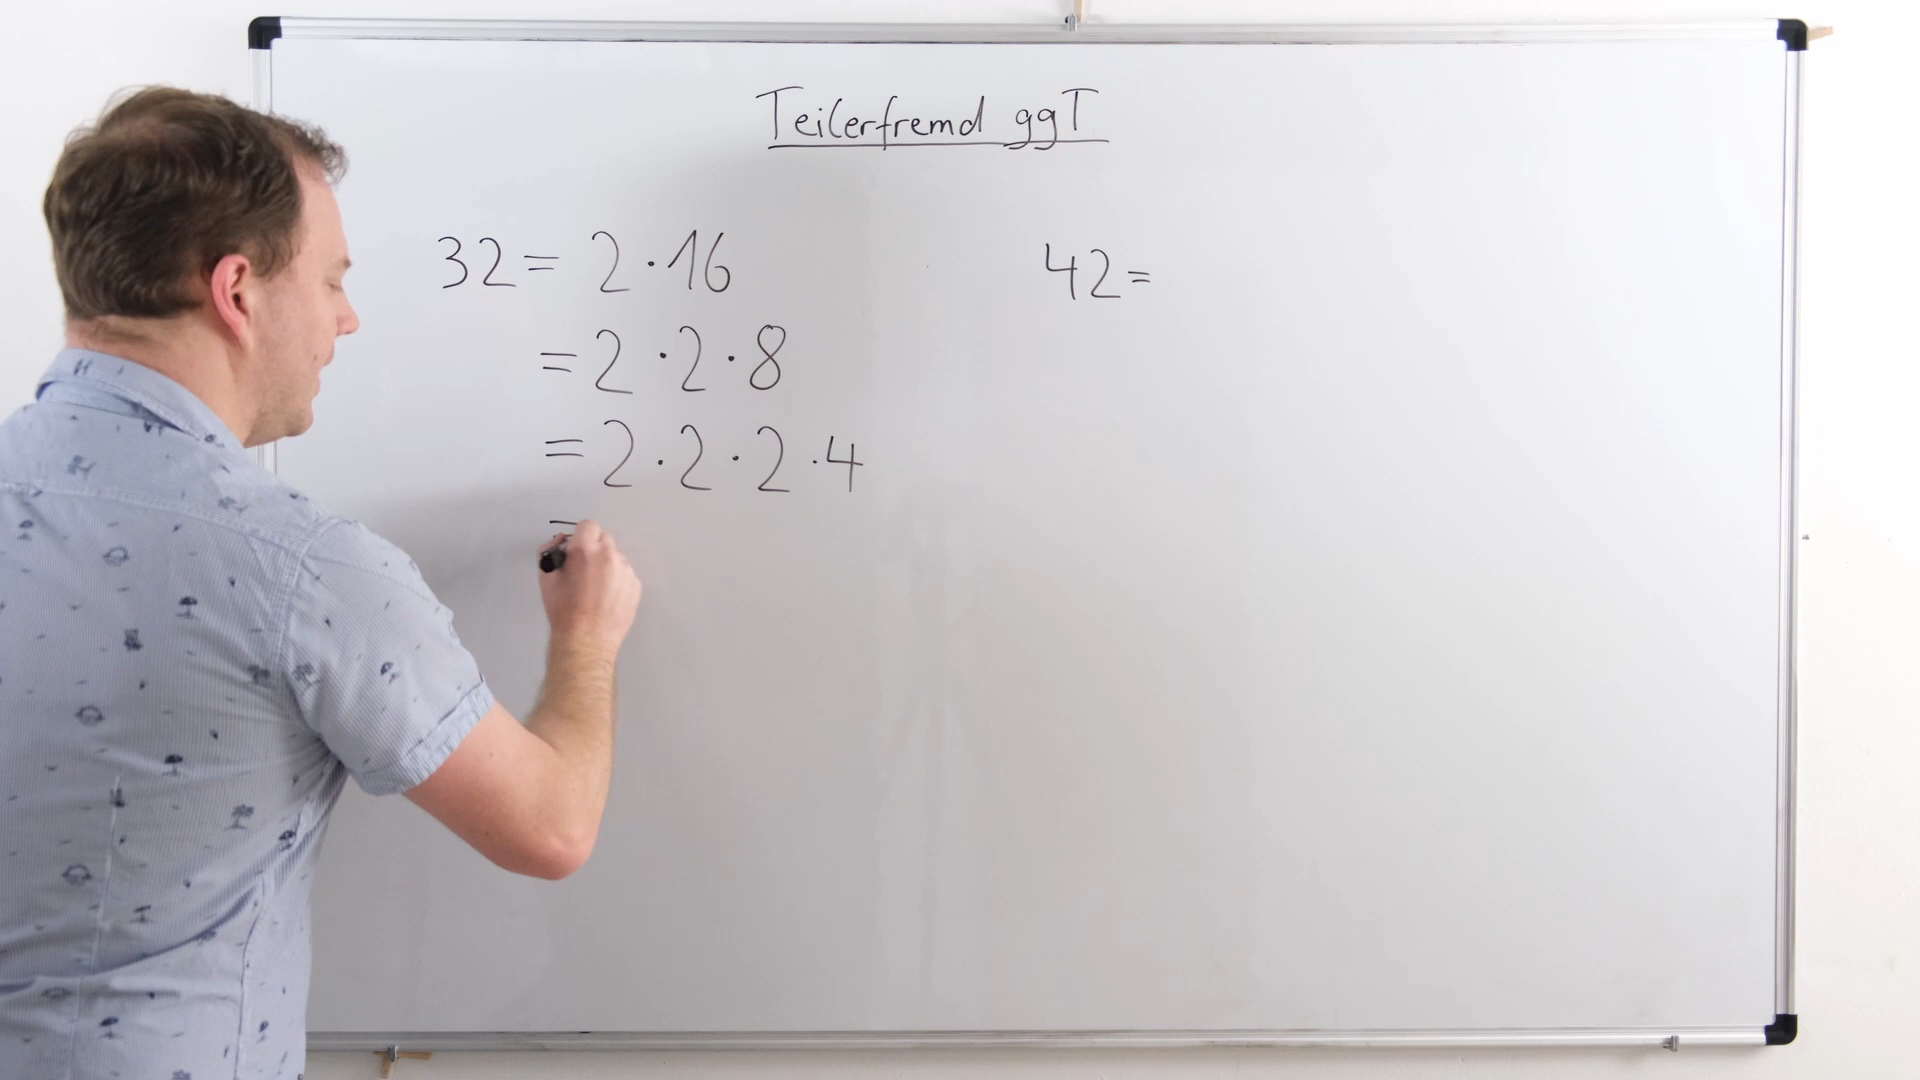 Teilerfremd ggT
32 = 2 · 16
= 2 · 2 · 8
= 2 · 2 · 2 · 4
=
42 =